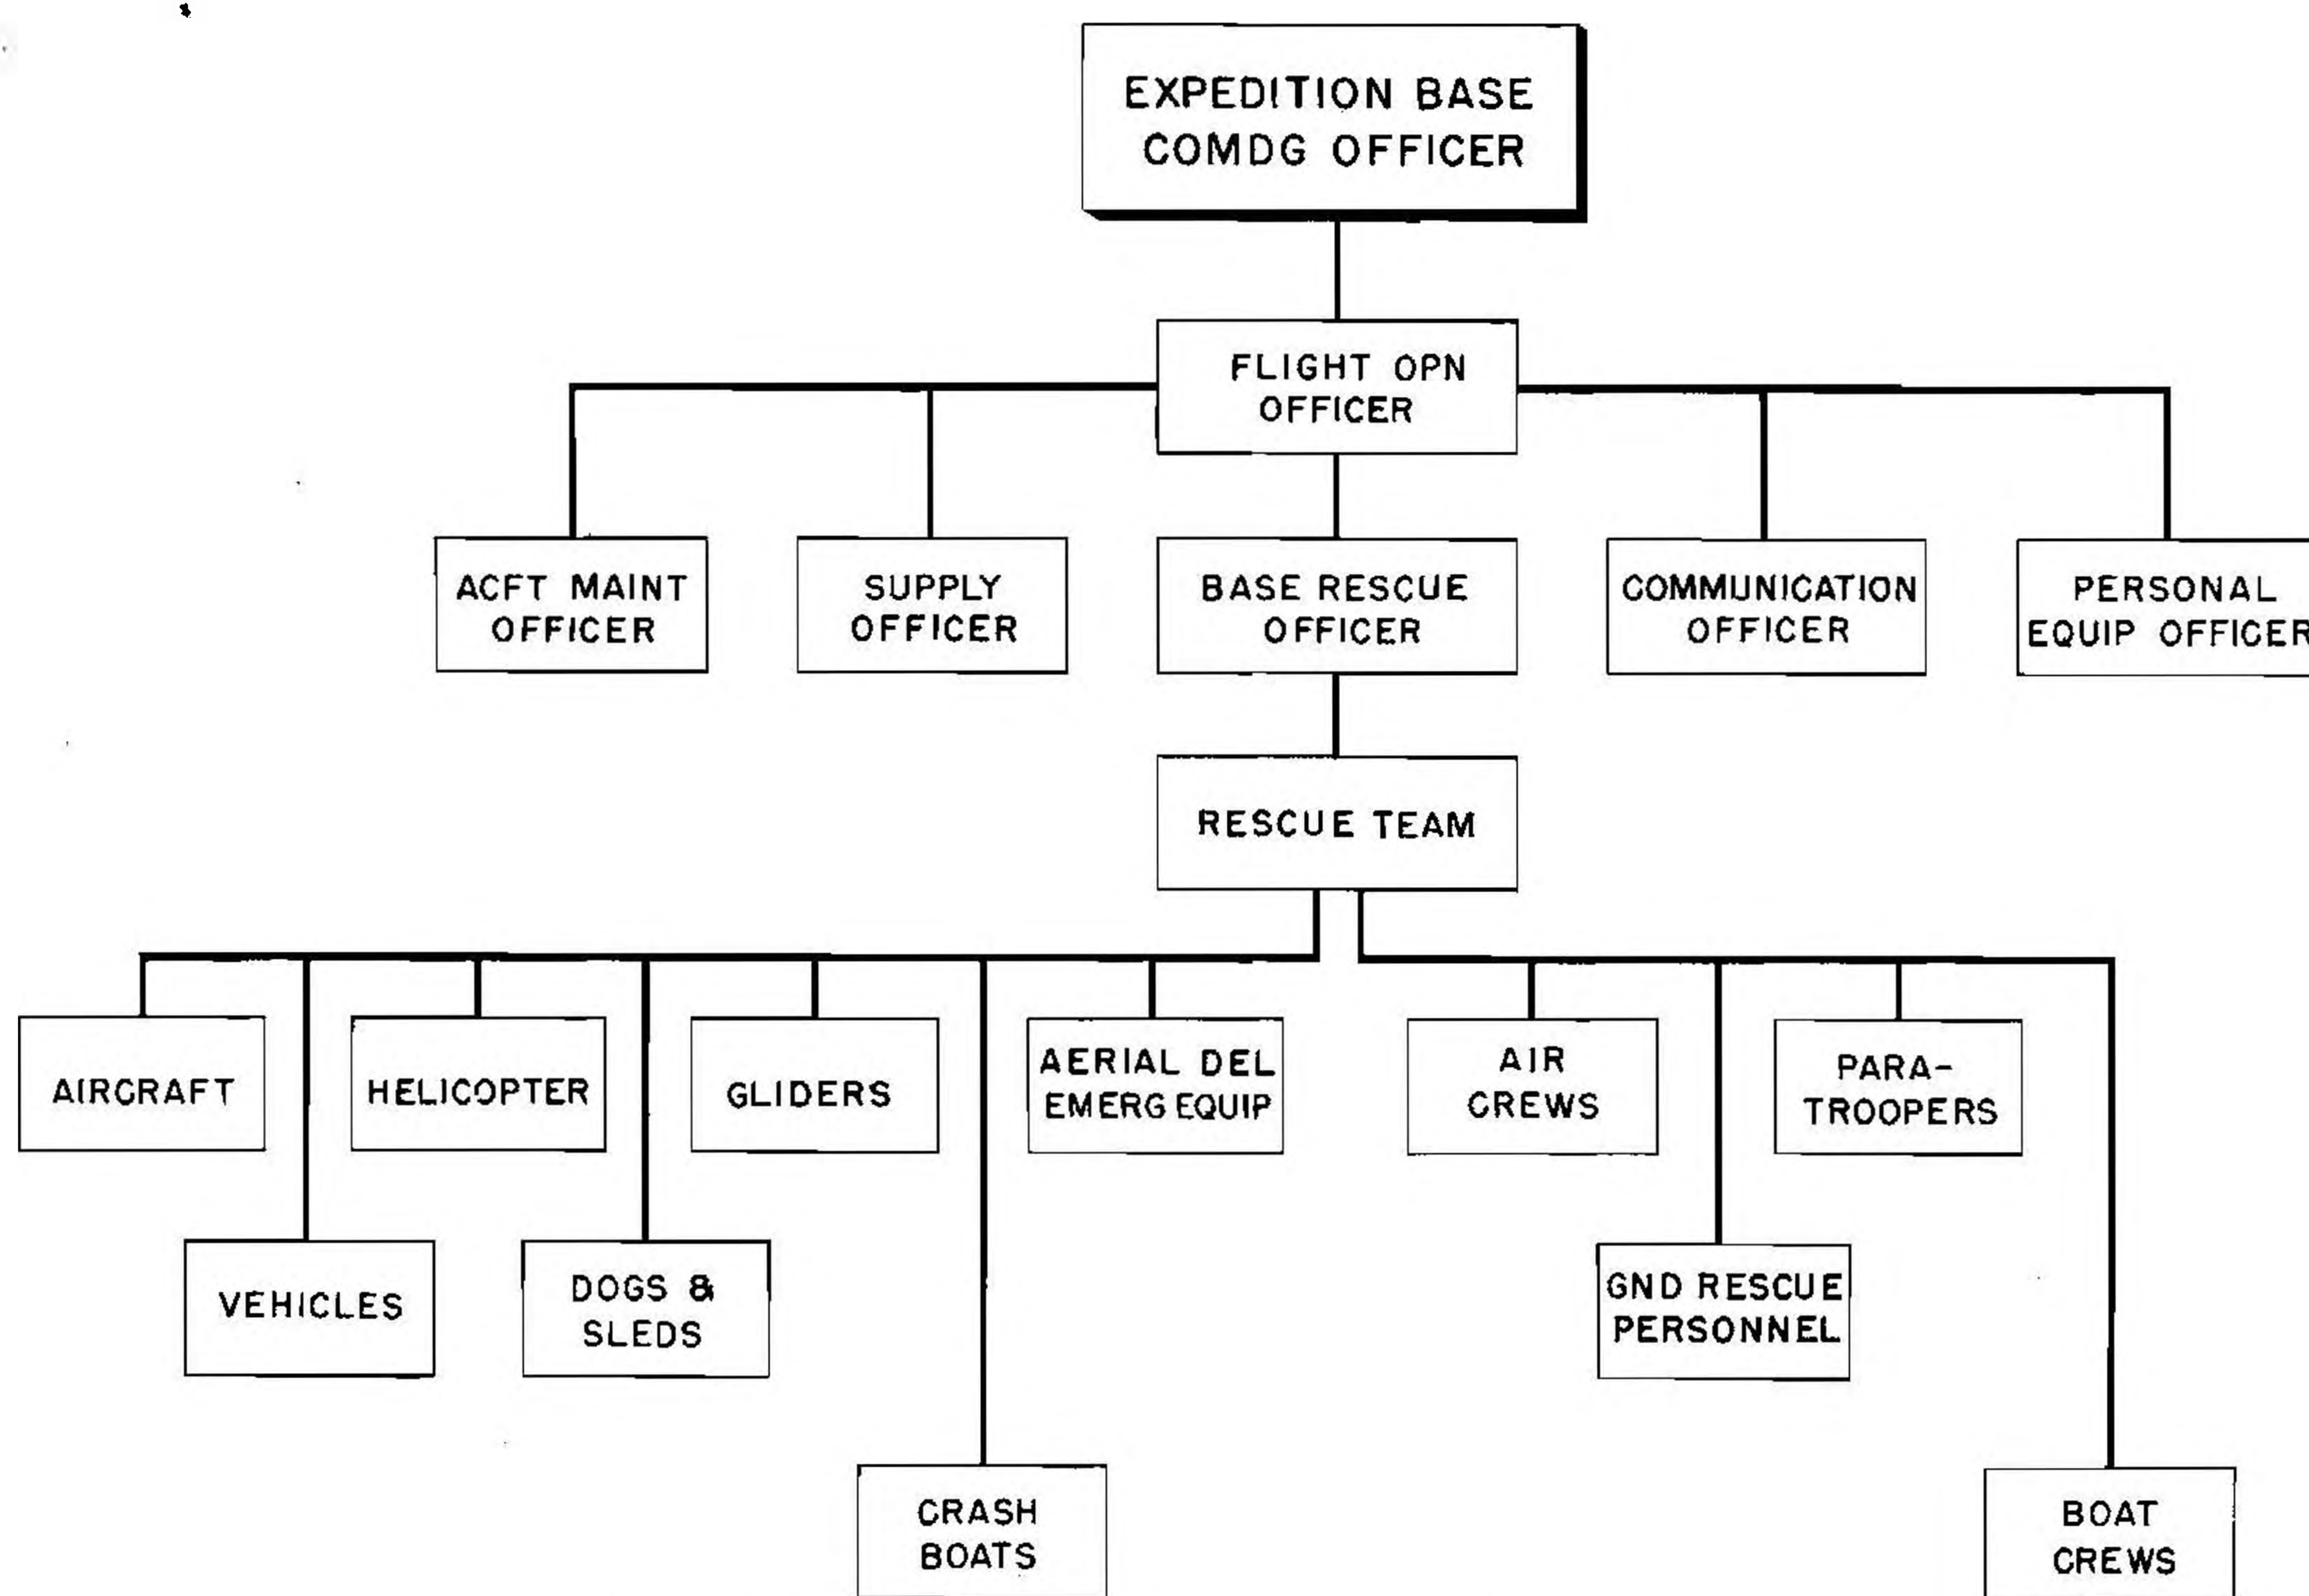 EXPEDITION BASE
COMDG OFFICER
FLIGHT OPN
OFFICER
ACFT MAINT
OFFICER
SUPPLY
OFFICER
BASE RESCUE
OFFICER
COMMUNICATION
OFFICER
PERSONAL
EQUIP OFFICER
RESCUE TEAM
AIRCRAFT
HELICOPTER
GLIDERS
AERIAL DEL
EMERG EQUIP
AIR
CREWS
PARA-
TROOPERS
VEHICLES
DOGS &
SLEDS
GND RESCUE
PERSONNEL
CRASH
BOATS
BOAT
CREWS